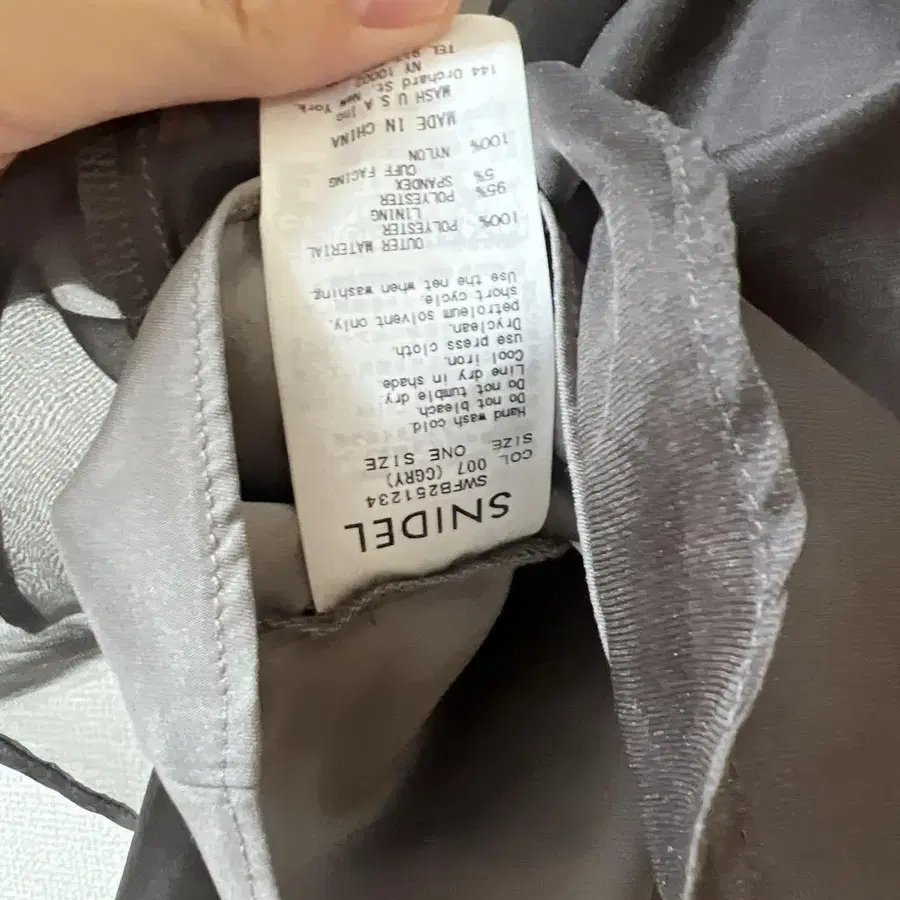 SNIDEL
SWFB251234
COL 007 (CGRY)
SIZE ONE SIZE
Hand wash cold.
Do not bleach.
Do not tumble dry.
Line dry in shade.
Cool iron.
use press cloth.
Dryclean.
petroleum solvent only.
short cycle.
Use the net when washing.
OUTER MATERIAL
100% POLYESTER
LINING
95% POLYESTER
5% SPANDEX
CUFF FACING
100% NYLON
MADE IN CHINA
MASH U S A Inc
144 Orchard St. New York
NY
TEL